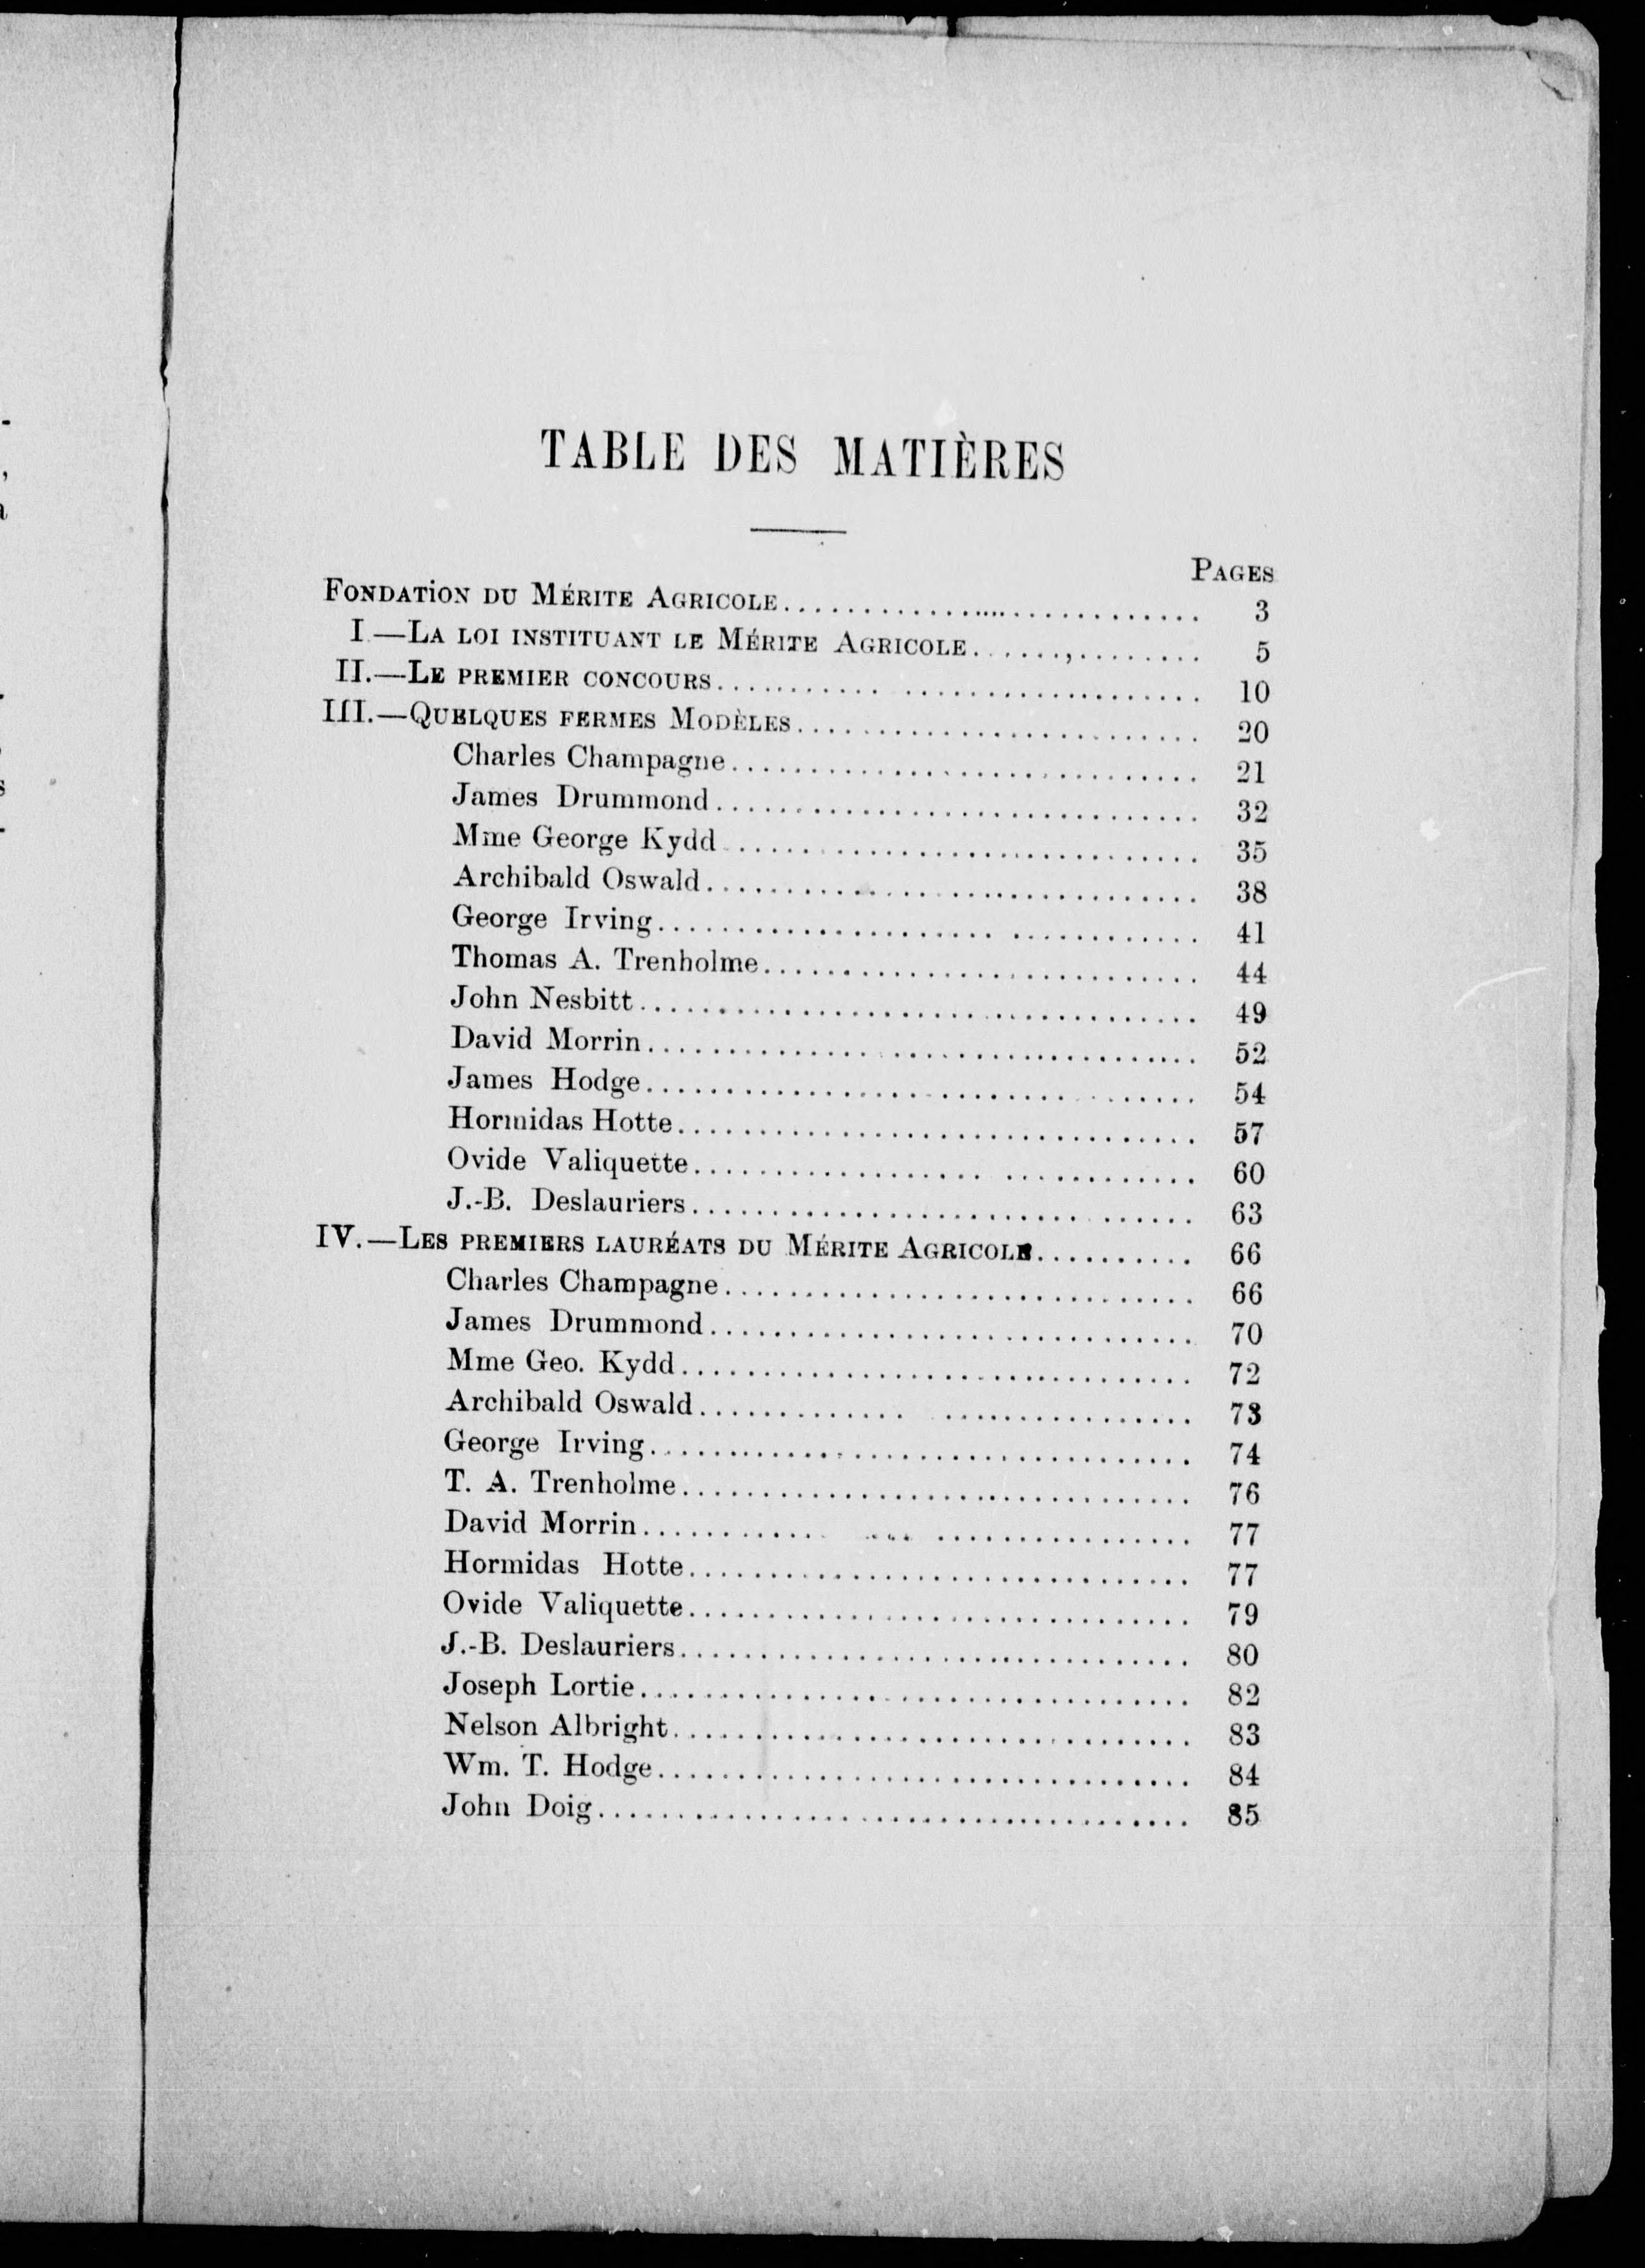 TABLE DES MATIÈRES
PAGES
FONDATION DU MÉRITE AGRICOLE........................... 3
I.—LA LOI INSTITUANT LE MÉRITE AGRICOLE......,........ 5
II.—LE PREMIER CONCOURS.............................. 10
III.—QUELQUES FERMES MODÈLES.......................... 20
Charles Champagne.............................. 21
James Drummond............................... 32
Mme George Kydd.............................. 35
Archibald Oswald............................... 38
George Irving................................. 41
Thomas A. Trenholme............................ 44
John Nesbitt................................... 49
David Morrin.................................. 52
James Hodge.................................. 54
Hormidas Hotte................................. 57
Ovide Valiquette............................... 60
J.-B. Deslauriers............................... 63
IV.—LES PREMIERS LAURÉATS DU MÉRITE AGRICOLE.......... 66
Charles Champagne.............................. 66
James Drummond............................... 70
Mme Geo. Kydd................................ 72
Archibald Oswald............................... 73
George Irving.................................. 74
T. A. Trenholme................................ 76
David Morrin.................................. 77
Hormidas Hotte................................ 77
Ovide Valiquette................................ 79
J.-B. Deslauriers................................ 80
Joseph Lortie................................... 82
Nelson Albright................................. 83
Wm. T. Hodge.................................. 84
John Doig..................................... 85